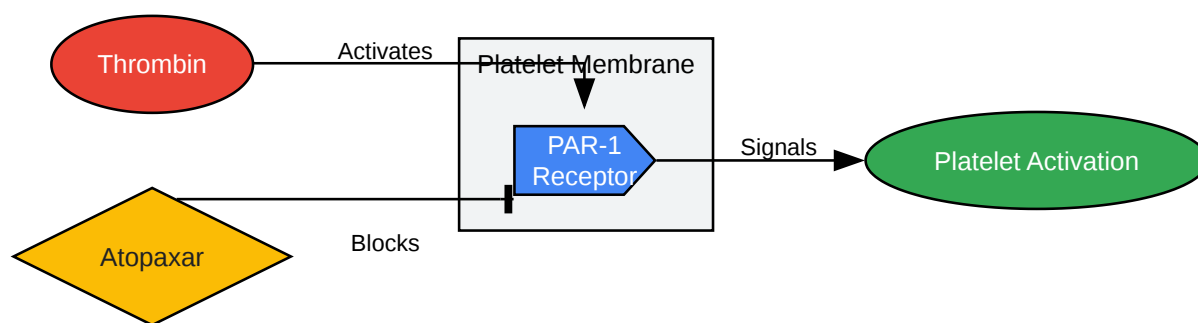 Thrombin
Activates
Platelet Membrane
PAR-1
Receptor
Signals
Platelet Activation
Atopaxar
Blocks